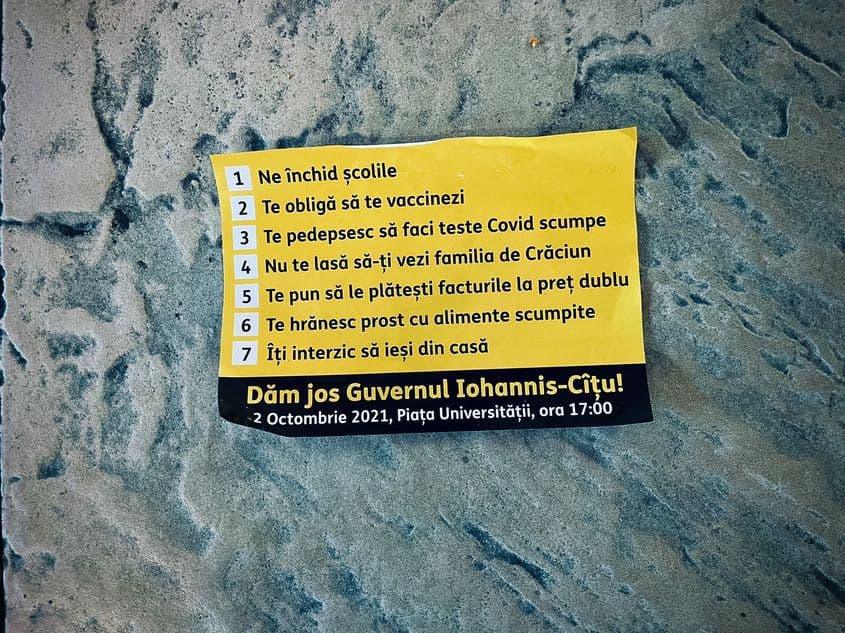 1 Ne închid școlile
2 Te obligă să te vaccinezi
3 Te pedepsesc să faci teste Covid scumpe
4 Nu te lasă să-ți vezi familia de Crăciun
5 Te pun să le plătești facturile la preț dublu
6 Te hrănesc prost cu alimente scumpite
7 Îți interzic să ieși din casă
Dăm jos Guvernul Iohannis-Cîțu!
2 Octombrie 2021, Piața Universității, ora 17:00